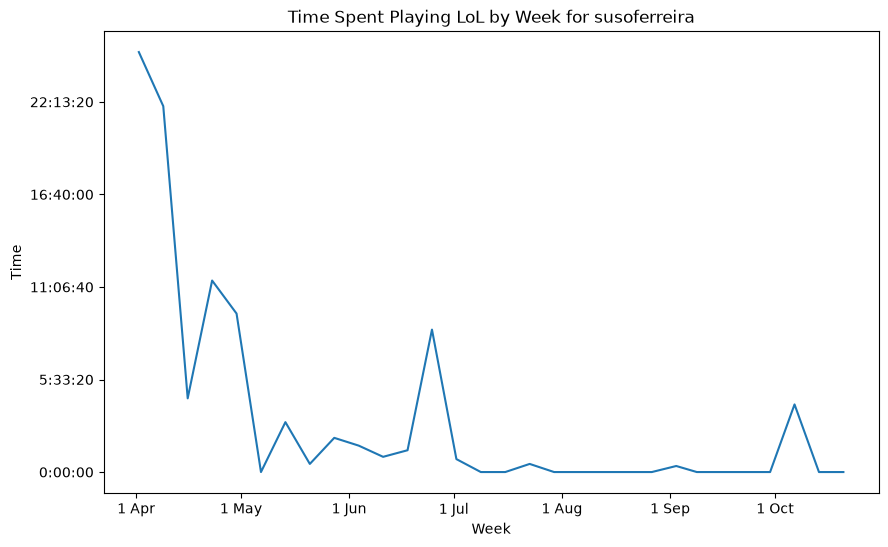 Time Spent Playing LoL by Week for susoferreira
Time
22:13:20
16:40:00
11:06:40
5:33:20
0:00:00
1 Apr 1 May 1 Jun 1 Jul 1 Aug 1 Sep 1 Oct
Week